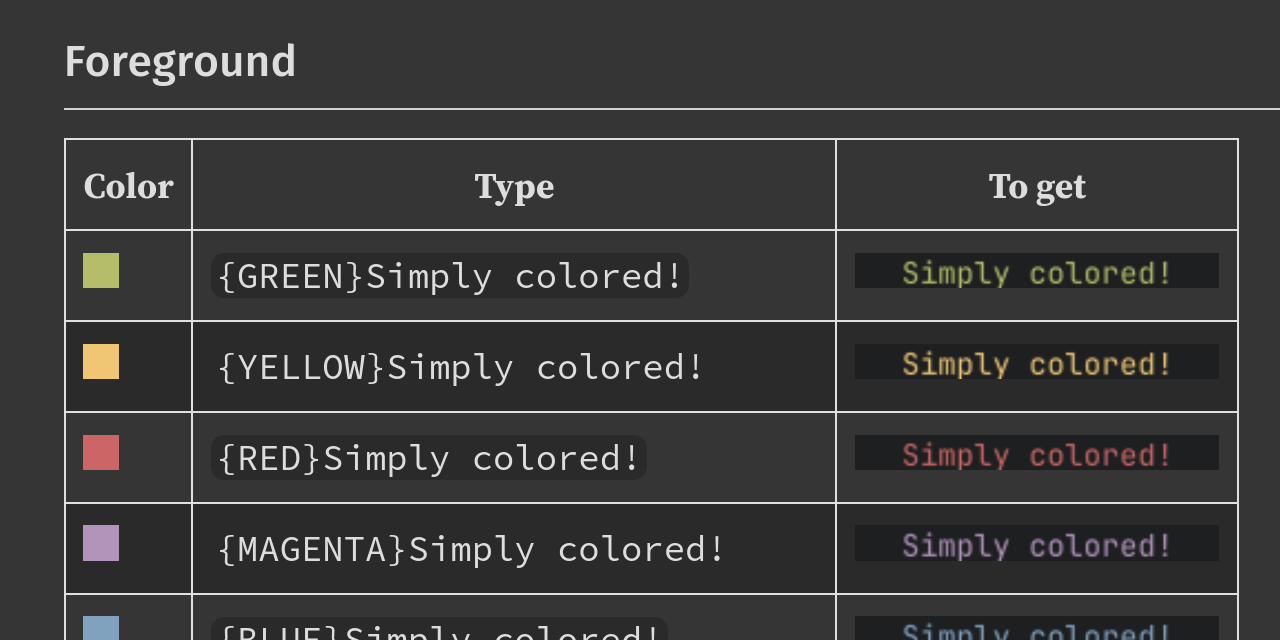 Foreground
Color Type To get
{GREEN}Simply colored! Simply colored!
{YELLOW}Simply colored! Simply colored!
{RED}Simply colored! Simply colored!
{MAGENTA}Simply colored! Simply colored!
{BLUE}Simply colored! Simply colored!